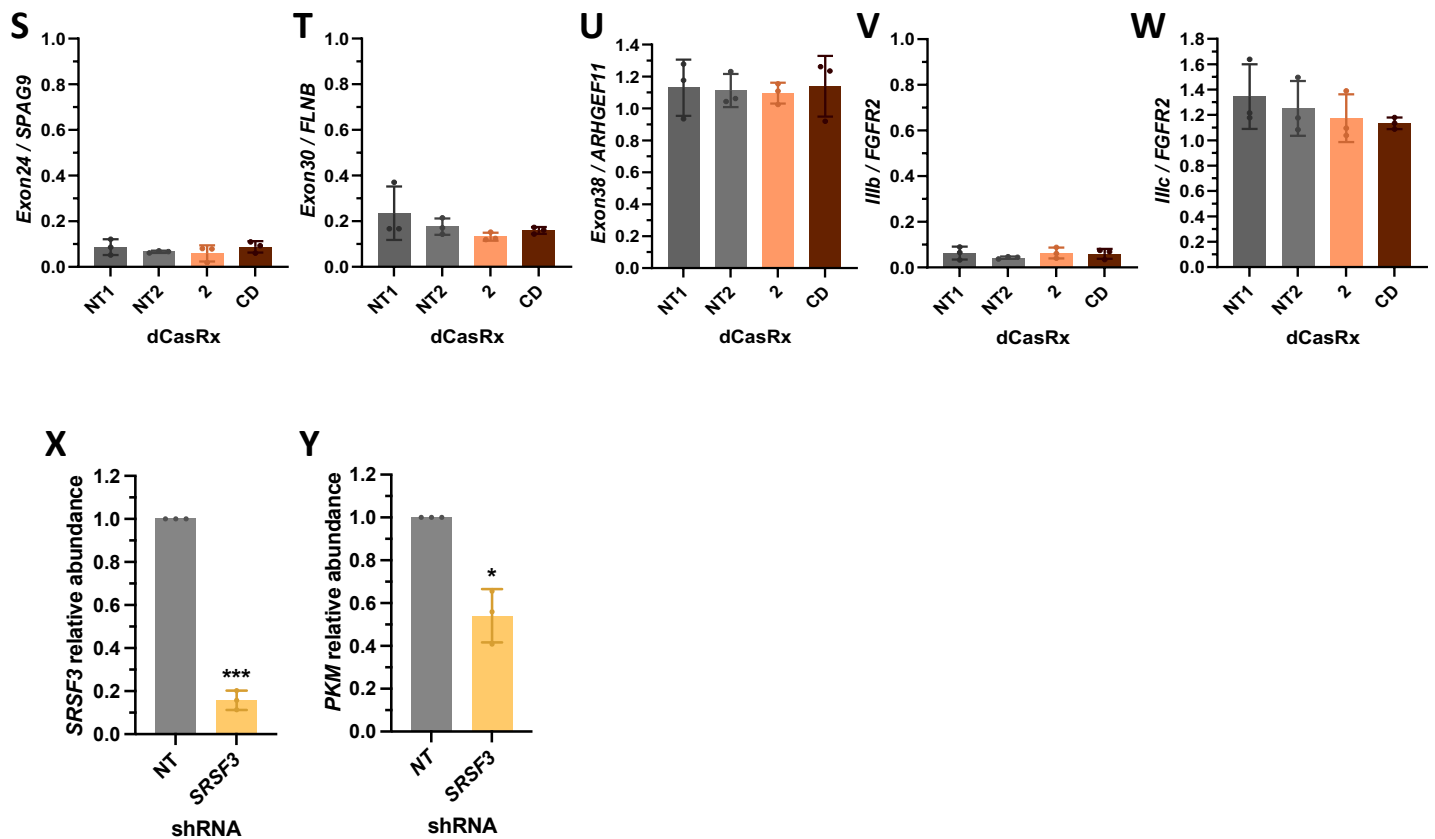 S
Exon24 / SPAG9
1.0
0.8
0.6
0.4
0.2
0.0
NT1 NT2 2 CD
dCasRx
T
Exon30 / FLNB
1.0
0.8
0.6
0.4
0.2
0.0
NT1 NT2 2 CD
dCasRx
U
Exon38 / ARHGEF11
1.4
1.2
1.0
0.8
0.6
0.4
0.2
0.0
NT1 NT2 2 CD
dCasRx
V
IIIb / FGFR2
1.0
0.8
0.6
0.4
0.2
0.0
NT1 NT2 2 CD
dCasRx
W
IIIc / FGFR2
1.8
1.6
1.4
1.2
1.0
0.8
0.6
0.4
0.2
0.0
NT1 NT2 2 CD
dCasRx
X
SRSF3 relative abundance
1.2
1.0
0.8
0.6
0.4
0.2
0.0
***
NT SRSF3
shRNA
Y
PKM relative abundance
1.2
1.0
0.8
0.6
0.4
0.2
0.0
*
NT SRSF3
shRNA